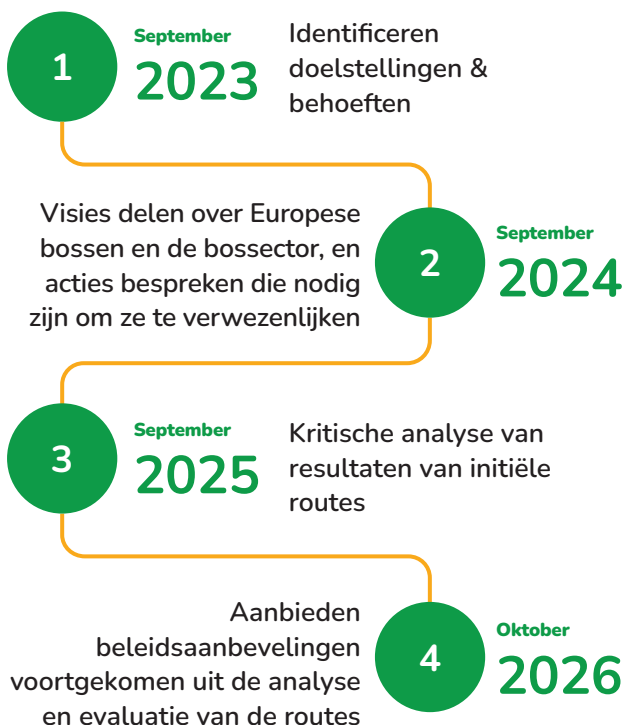 1
September
2023
Identificeren
doelstellingen &
behoeften
Visies delen over Europese
bossen en de bossector, en
acties bespreken die nodig
zijn om ze te verwezenlijken
2
September
2024
3
September
2025
Kritische analyse van
resultaten van initiële
routes
Aanbieden
beleidsaanbevelingen
voortgekomen uit de analyse
en evaluatie van de routes
4
Oktober
2026